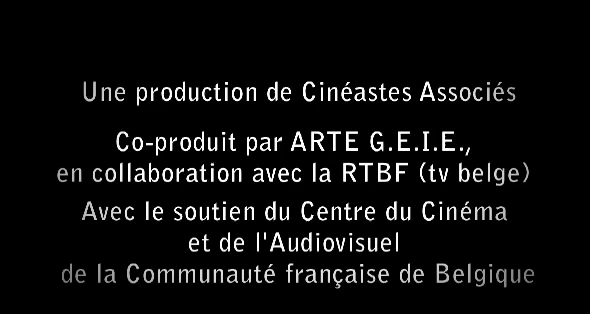 Une production de Cinéastes Associés
Co-produit par ARTE G.E.I.E.,
en collaboration avec la RTBF (tv belge)
Avec le soutien du Centre du Cinéma
et de l'Audiovisuel
de la Communauté française de Belgique